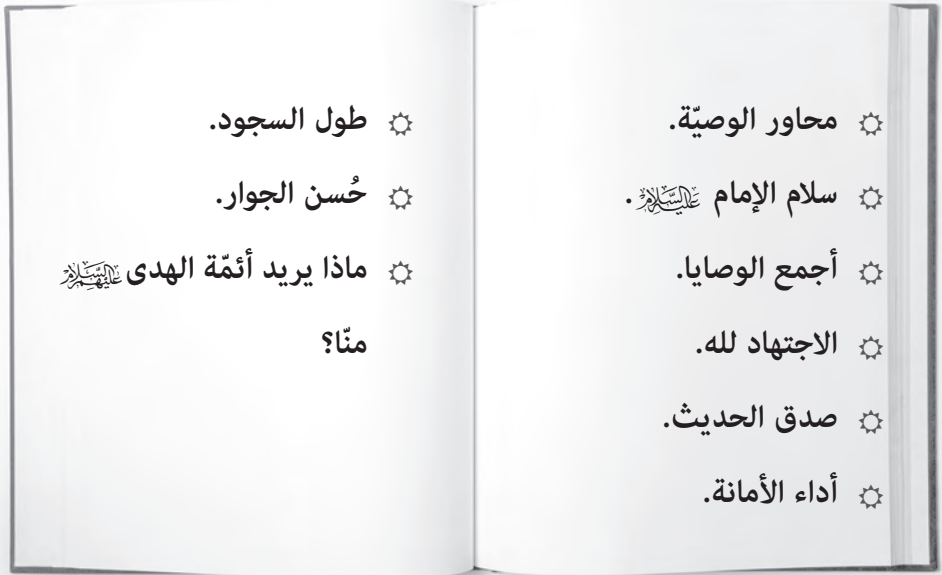 محاور الوصيّة.
سلام الإمام عليه السلام.
أجمع الوصايا.
الاجتهاد لله.
صدق الحديث.
أداء الأمانة.
طول السجود.
حُسن الجوار.
ماذا يريد أئمّة الهدى عليهم السلام
منّا؟